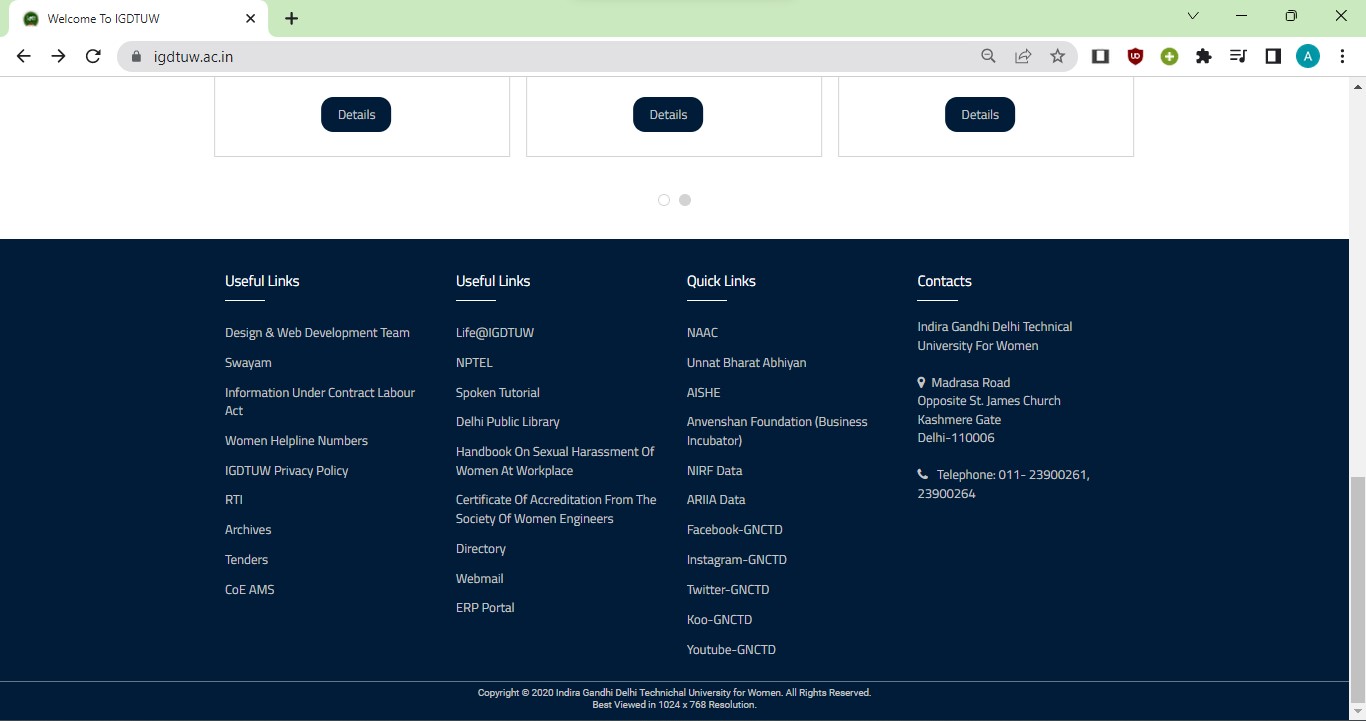 Welcome To IGDTUW
igdtuw.ac.in
A
Details
Details
Details
Useful Links
Design & Web Development Team
Swayam
Information Under Contract Labour
Act
Women Helpline Numbers
IGDTUW Privacy Policy
RTI
Archives
Tenders
CoE AMS
Useful Links
Life@IGDTUW
NPTEL
Spoken Tutorial
Delhi Public Library
Handbook On Sexual Harassment Of
Women At Workplace
Certificate Of Accreditation From The
Society Of Women Engineers
Directory
Webmail
ERP Portal
Quick Links
NAAC
Unnat Bharat Abhiyan
AISHE
Anvenshan Foundation (Business
Incubator)
NIRF Data
ARIIA Data
Facebook-GNCTD
Instagram-GNCTD
Twitter-GNCTD
Koo-GNCTD
Youtube-GNCTD
Contacts
Indira Gandhi Delhi Technical
University For Women
Madrasa Road
Opposite St. James Church
Kashmere Gate
Delhi-110006
Telephone: 011- 23900261,
23900264
Copyright © 2020 Indira Gandhi Delhi Technichal University for Women. All Rights Reserved.
Best Viewed in 1024 x 768 Resolution.